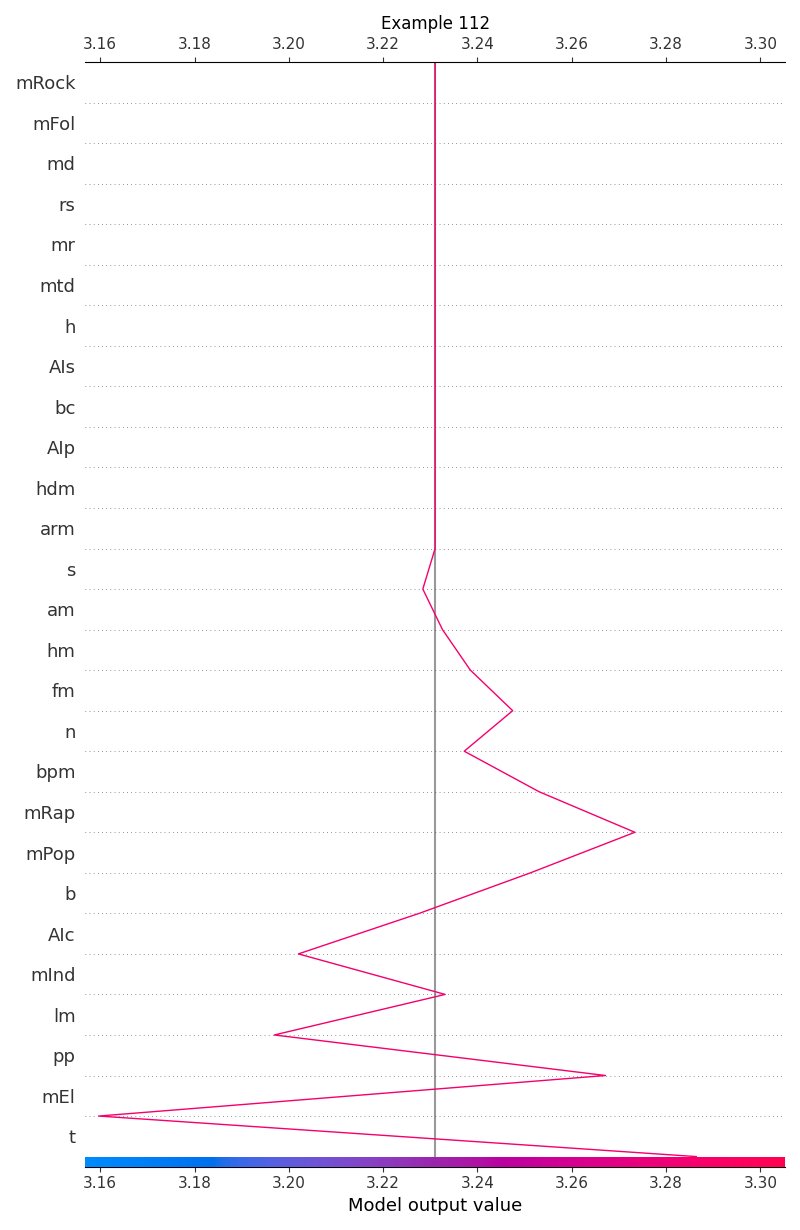 Example 112
3.16 3.18 3.20 3.22 3.24 3.26 3.28 3.30
mRock
mFol
md
rs
mr
mtd
h
AIs
bc
AIp
hdm
arm
s
am
hm
fm
n
bpm
mRap
mPop
b
AIc
mInd
lm
pp
mEl
t
3.16 3.18 3.20 3.22 3.24 3.26 3.28 3.30
Model output value